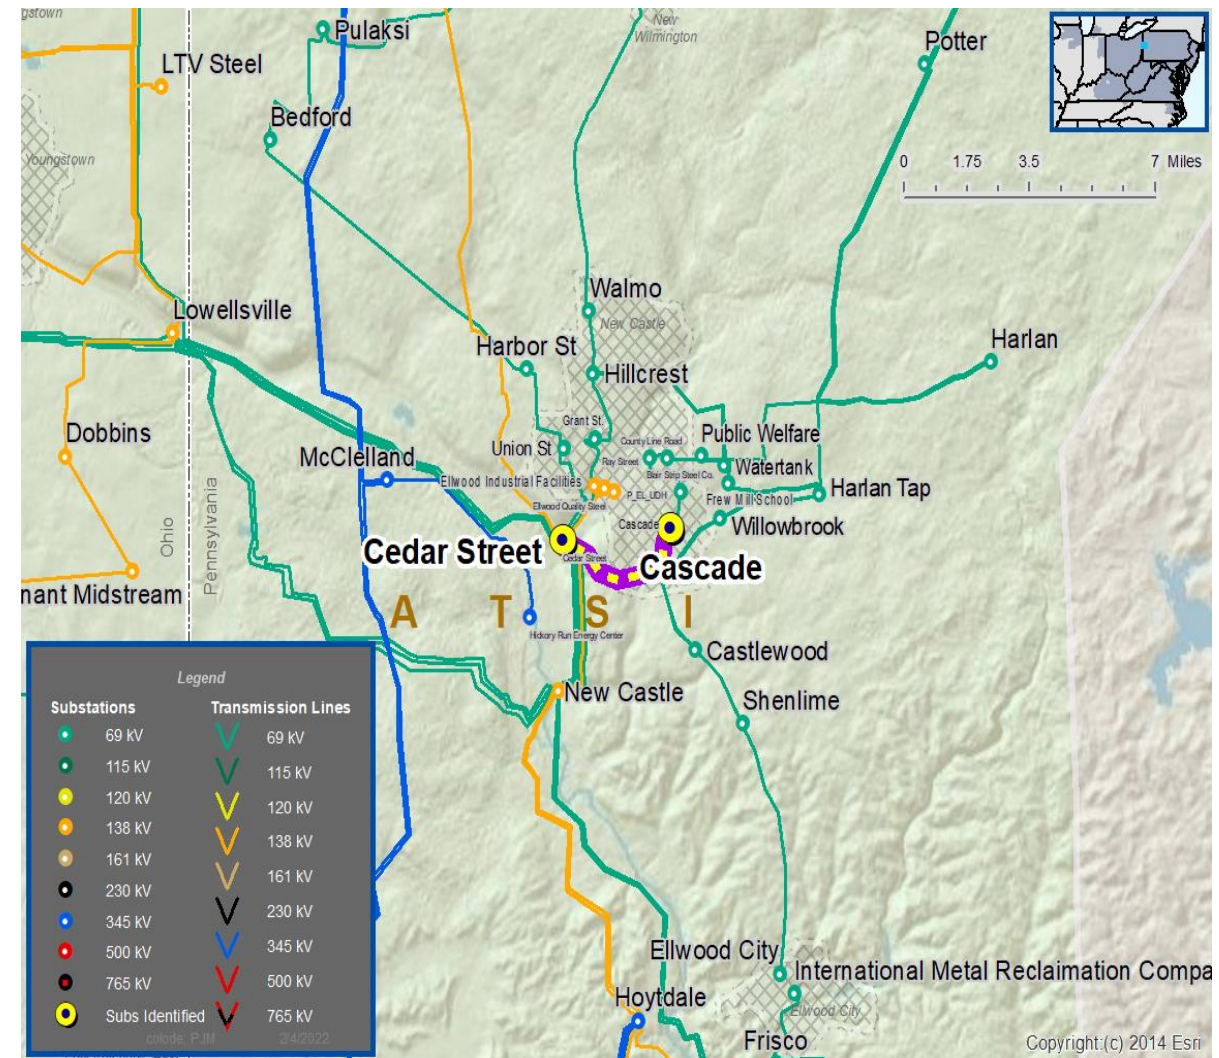 gstown
Pulaksi
New
Wilmington
Potter
LTV Steel
Bedford
Youngstown
0 1.75 3.5 7 Miles
Walmo
Lowellsville
New Castle
Harbor St
Harlan
Hillcrest
Grant St.
Dobbins
Union St
County Line Road
Public Welfare
McClelland
Ray Street
Watertank
Blair Strip Steel Co.
Ellwood Industrial Facilities
P_EL_UDH
Frew Mill School
Harlan Tap
Ellwood Quality Steel
Cascade
Willowbrook
Ohio
Pennsylvania
Cedar Street
Cedar Street
Cascade
nant Midstream
A T S I
Hickory Run Energy Center
Castlewood
New Castle
Shenlime
Legend
Substations Transmission Lines
69 kV 69 kV
115 kV 115 kV
120 kV 120 kV
138 kV 138 kV
161 kV 161 kV
230 kV 230 kV
345 kV 345 kV
500 kV 500 kV
765 kV 765 kV
Subs Identified
colode, PJM 2/4/2022
Ellwood City
International Metal Reclamation Compa
Hoytdale
Ellwood City
Frisco
Copyright:(c) 2014 Esri